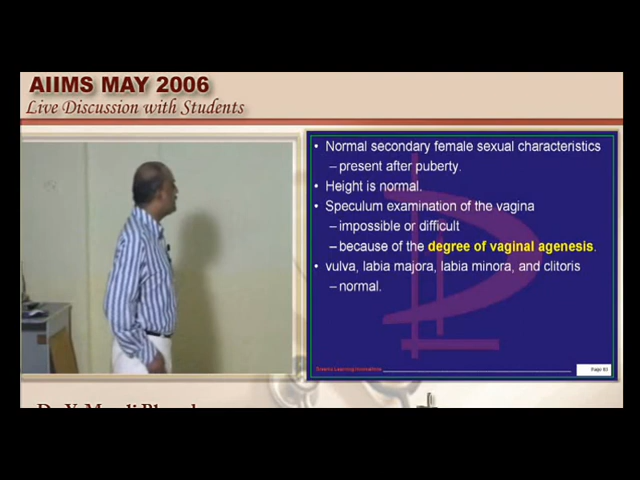 AIIMS MAY 2006
Live Discussion with Students
• Normal secondary female sexual characteristics
– present after puberty.
• Height is normal.
• Speculum examination of the vagina
– impossible or difficult
– because of the degree of vaginal agenesis.
• vulva, labia majora, labia minora, and clitoris
– normal.
Page 83